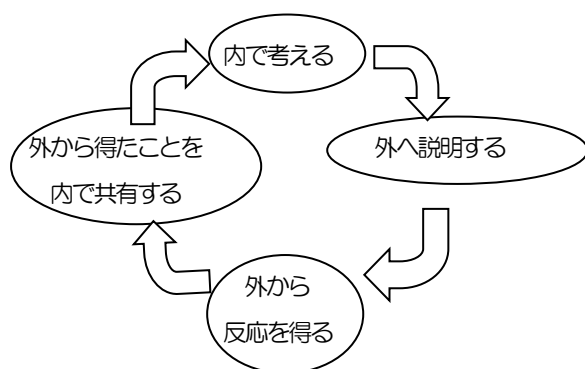 内で考える
外へ説明する
外から
反応を得る
外から得たことを
内で共有する